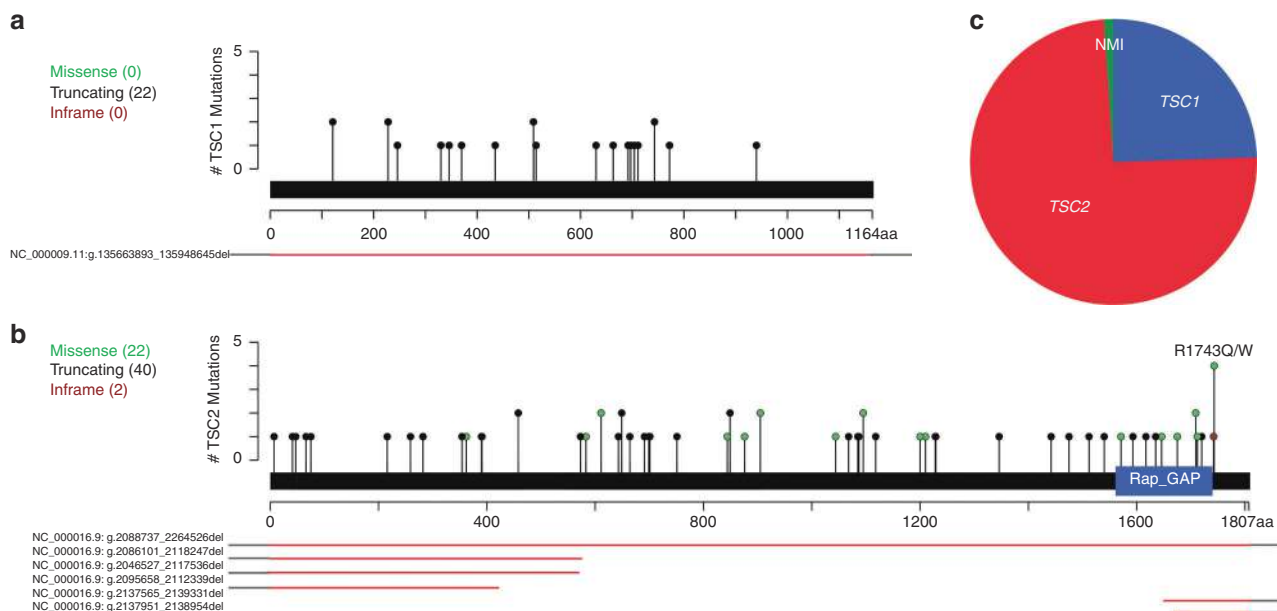 a
Missense (0)
Truncating (22)
Inframe (0)
# TSC1 Mutations
5
0
0 200 400 600 800 1000 1164aa
NC_000009.11:g.135663893_135948645del
c
NMI
TSC1
TSC2
b
Missense (22)
Truncating (40)
Inframe (2)
# TSC2 Mutations
5
0
R1743Q/W
Rap_GAP
0 400 800 1200 1600 1807aa
NC_000016.9: g.2088737_2264526del
NC_000016.9: g.2086101_2118247del
NC_000016.9: g.2046527_2117536del
NC_000016.9: g.2095658_2112339del
NC_000016.9: g.2137565_2139331del
NC_000016.9: g.2137951_2138954del